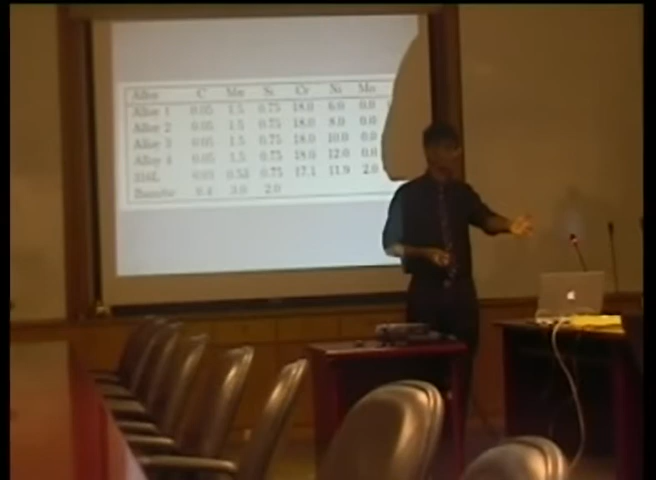 Alloy C Mn Si Cr Ni Mo
Alloy 1 0.05 1.5 0.75 18.0 6.0 0.0
Alloy 2 0.05 1.5 0.75 18.0 8.0 0.0
Alloy 3 0.05 1.5 0.75 18.0 10.0 0.0
Alloy 4 0.05 1.5 0.75 18.0 12.0 0.0
0.75 17.1 11.9 2.0
2.0